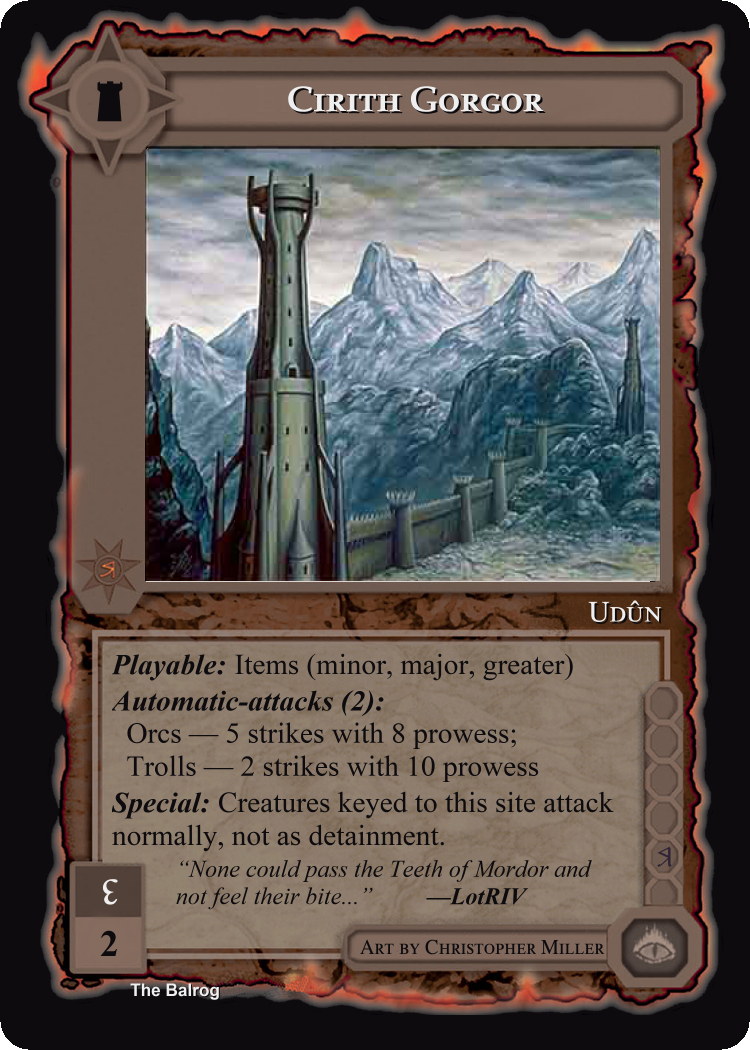 Cirith Gorgor
Udûn
Playable: Items (minor, major, greater)
Automatic-attacks (2):
Orcs — 5 strikes with 8 prowess;
Trolls — 2 strikes with 10 prowess
Special: Creatures keyed to this site attack
normally, not as detainment.
“None could pass the Teeth of Mordor and
not feel their bite...” —LotRIV
2
Art by Christopher Miller
The Balrog